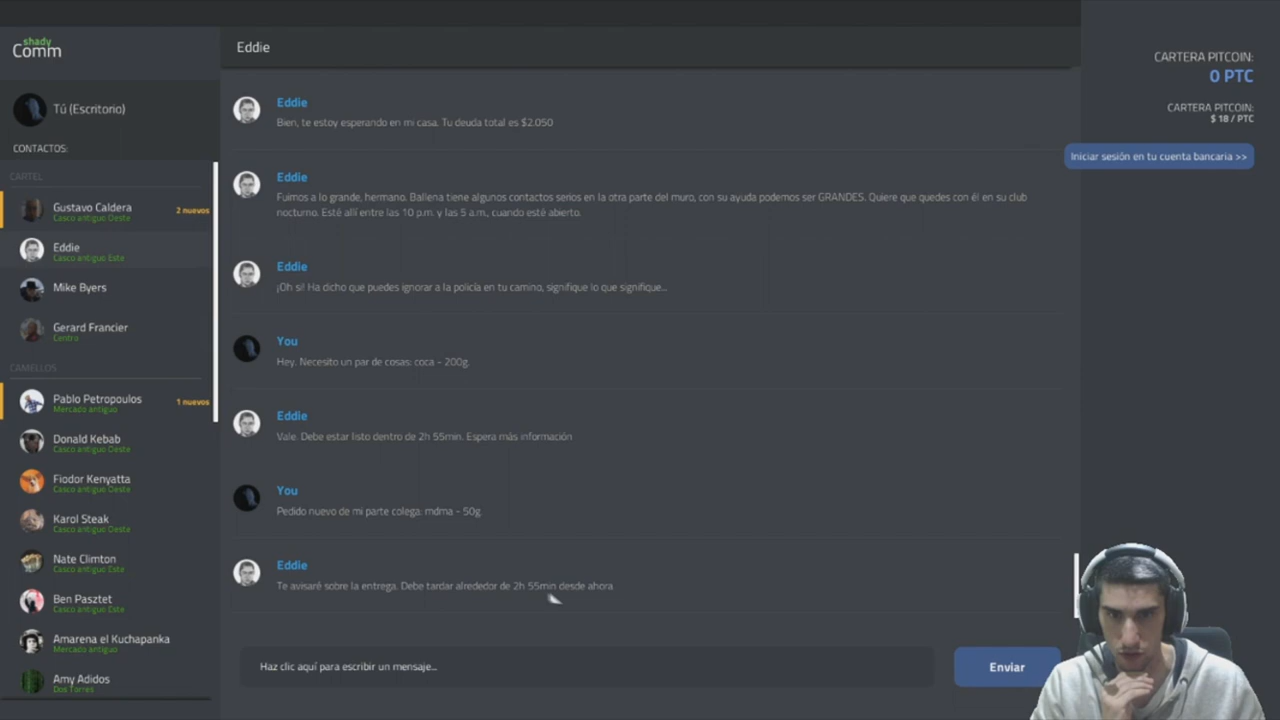 shady
Comm
Tú (Escritorio)
CONTACTOS:
CARTEL
Gustavo Caldera
Casco antiguo Oeste
2 nuevos
Eddie
Casco antiguo Este
Mike Byers
Gerard Francier
Centro
CAMELLOS
Pablo Petropoulos
Mercado antiguo
1 nuevos
Donald Kebab
Casco antiguo Oeste
Fiodor Kenyatta
Casco antiguo Oeste
Karol Steak
Casco antiguo Oeste
Nate Climton
Casco antiguo Este
Ben Pasztet
Casco antiguo Este
Amarena el Kuchapanka
Mercado antiguo
Amy Adidos
Dos Torres
Eddie
Eddie
Bien, te estoy esperando en mi casa. Tu deuda total es $2.050
Eddie
Fuimos a lo grande, hermano. Ballena tiene algunos contactos serios en la otra parte del muro, con su ayuda podemos ser GRANDES. Quiere que quedes con él en su club
nocturno. Esté allí entre las 10 p.m. y las 5 a.m., cuando esté abierto.
Eddie
¡Oh sí! Ha dicho que puedes ignorar a la policía en tu camino, signifique lo que signifique...
You
Hey. Necesito un par de cosas: coca - 200g.
Eddie
Vale. Debe estar listo dentro de 2h 55min. Espera más información
You
Pedido nuevo de mi parte colega: mdma - 50g.
Eddie
Te avisaré sobre la entrega. Debe tardar alrededor de 2h 55min desde ahora
Haz clic aquí para escribir un mensaje...
Enviar
CARTERA PITCOIN:
0 PTC
CARTERA PITCOIN:
$ 18 / PTC
Iniciar sesión en tu cuenta bancaria >>